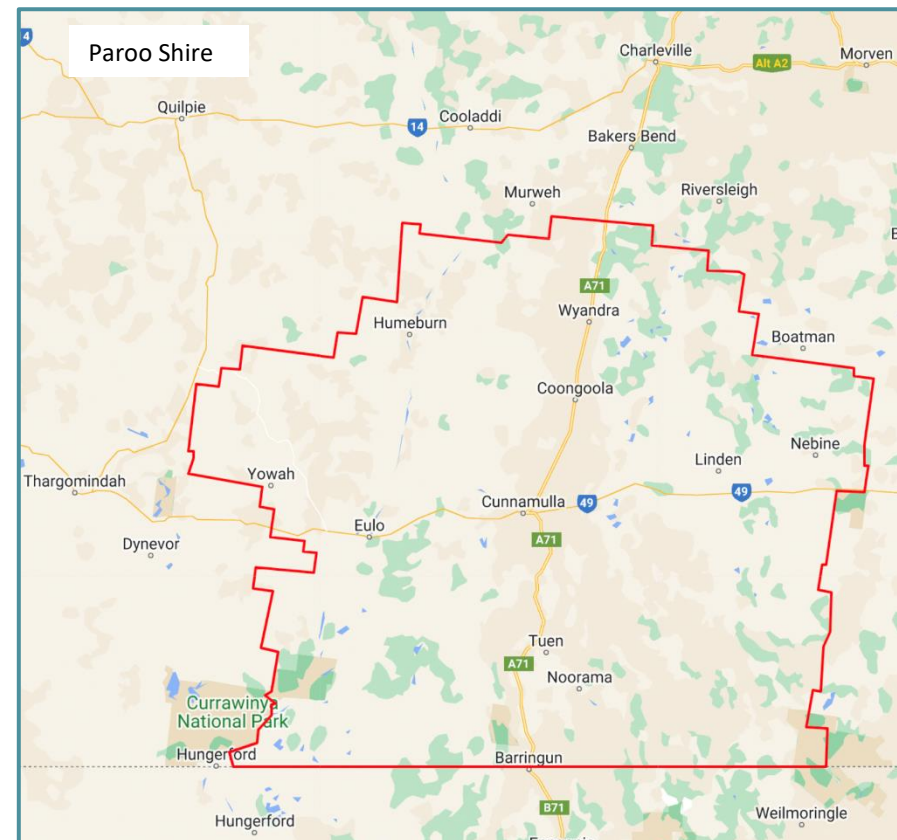 Paroo Shire
4
Charleville
Alt A2
Morven
Quilpie
Cooladdi
14
Bakers Bend
Murweh
Riversleigh
A71
Wyandra
Humeburn
Boatman
Coongoola
Nebine
Linden
Thargomindah
Yowah
49
Cunnamulla
49
Eulo
A71
Dynevor
Tuen
A71
Noorama
Currawinya
National Park
Hungerford
Barringun
B71
Hungerford
Weilmoringle